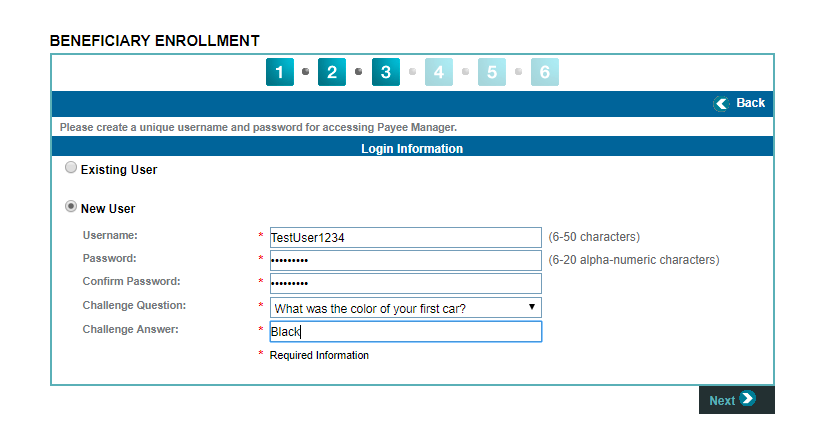 BENEFICIARY ENROLLMENT
1 2 3 4 5 6
Back
Please create a unique username and password for accessing Payee Manager.
Login Information
Existing User
New User
Username: * TestUser1234 (6-50 characters)
Password: * ••••••••• (6-20 alpha-numeric characters)
Confirm Password: * •••••••••
Challenge Question: * What was the color of your first car?
Challenge Answer: * Black
* Required Information
Next